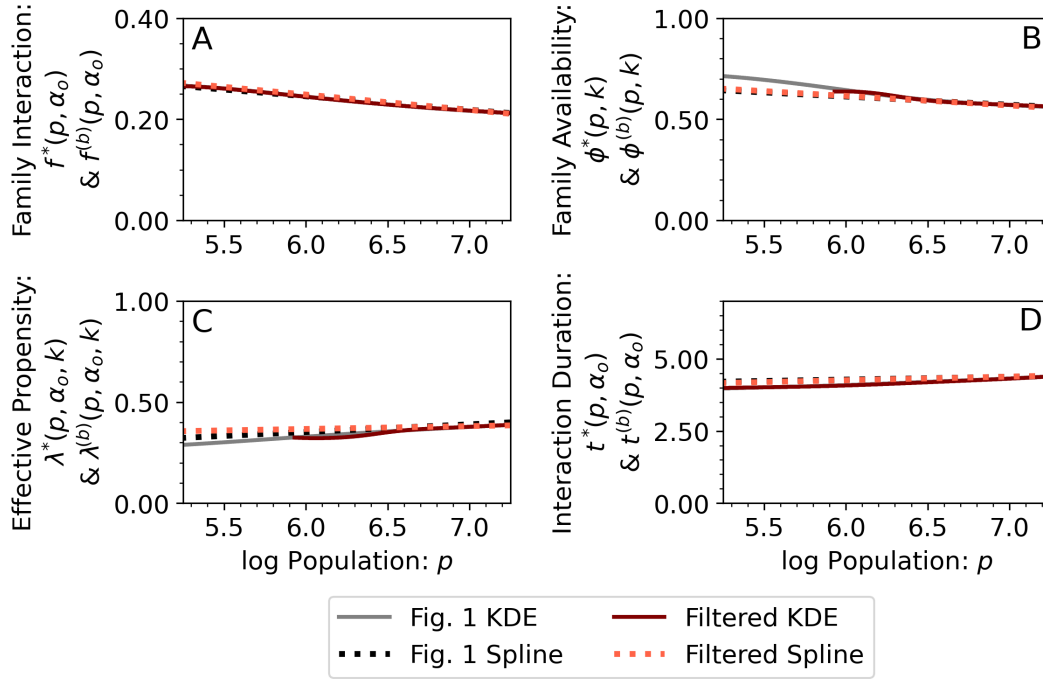 Family Interaction:
f*(p, αₒ)
& f⁽ᵇ⁾(p, αₒ)
0.40
0.20
0.00
A
5.5 6.0 6.5 7.0
Family Availability:
ϕ*(p, k)
& ϕ⁽ᵇ⁾(p, k)
1.00
0.50
0.00
B
5.5 6.0 6.5 7.0
Effective Propensity:
λ*(p, αₒ, k)
& λ⁽ᵇ⁾(p, αₒ, k)
1.00
0.50
0.00
C
5.5 6.0 6.5 7.0
log Population: p
Interaction Duration:
t*(p, αₒ)
& t⁽ᵇ⁾(p, αₒ)
5.00
2.50
0.00
D
5.5 6.0 6.5 7.0
log Population: p
Fig. 1 KDE
Fig. 1 Spline
Filtered KDE
Filtered Spline